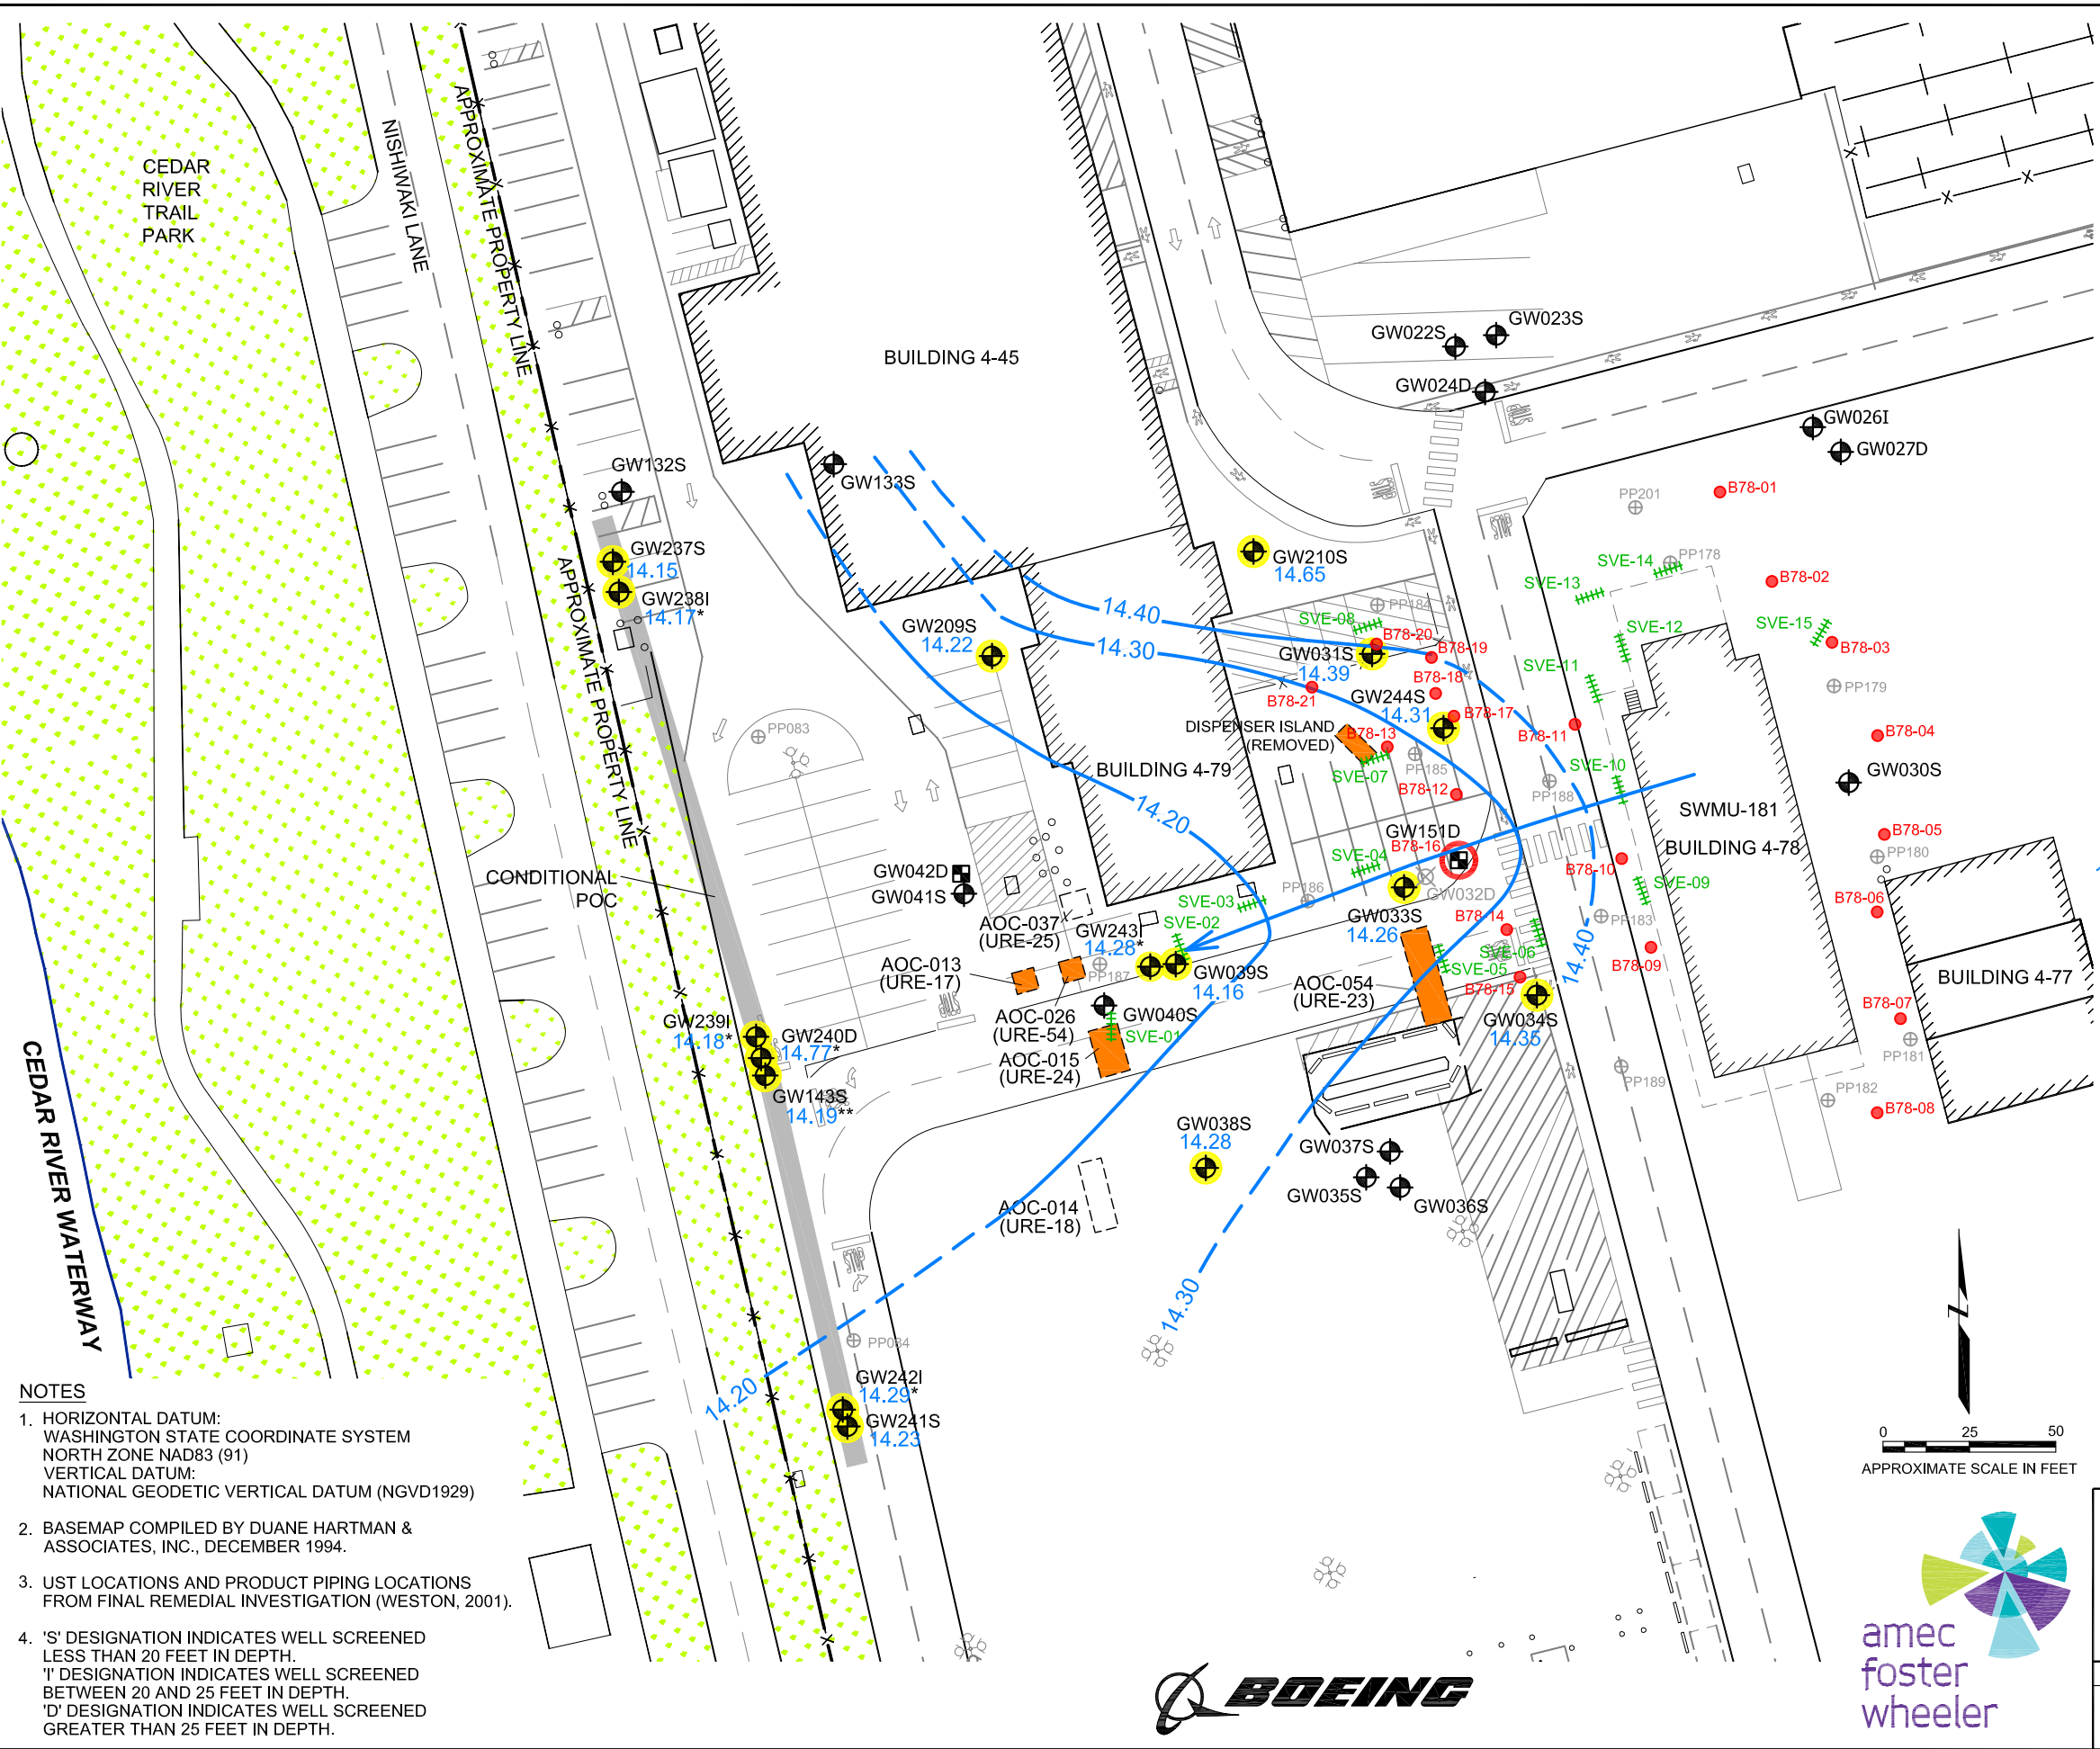 CEDAR
RIVER
TRAIL
PARK
NISHIWAKI LANE
APPROXIMATE PROPERTY LINE
BUILDING 4-45
GW022S
GW023S
GW024D
GW026I
GW027D
GW132S
GW133S
PP201
B78-01
GW237S
14.15
GW238I
14.17*
APPROXIMATE PROPERTY LINE
GW210S
14.65
STOP
STOP
STOP
SVE-14
PP178
SVE-13
B78-02
14.40
SVE-08
PP184
GW209S
14.22
14.30
B78-20
GW031S
14.39
B78-19
SVE-12
SVE-15
B78-03
B78-18
SVE-11
B78-21
GW244S
14.31
B78-17
PP179
PP083
DISPENSER ISLAND
(REMOVED)
B78-13
B78-11
B78-04
PP185
SVE-07
SVE-10
BUILDING 4-79
B78-12
PP188
GW030S
14.20
SWMU-181
BUILDING 4-78
GW151D
B78-16
B78-05
SVE-04
PP180
CONDITIONAL
POC
GW042D
GW041S
PP186
GW032D
B78-10
SVE-09
SVE-03
SVE-02
GW033S
14.26
B78-14
PP183
B78-06
AOC-037
(URE-25)
GW243I
14.28*
PP187
14.40
SVE-06
SVE-05
B78-09
AOC-013
(URE-17)
GW039S
14.16
AOC-054
(URE-23)
B78-15
BUILDING 4-77
STOP
AOC-026
(URE-54)
GW040S
SVE-01
B78-07
GW239I
14.18*
GW240D
14.77*
GW034S
14.35
AOC-015
(URE-24)
PP181
GW143S
14.19**
PP189
PP182
B78-08
CEDAR RIVER WATERWAY
GW038S
14.28
GW037S
GW035S
GW036S
AOC-014
(URE-18)
STOP
14.30
PP084
14.20
GW242I
14.29*
GW241S
14.23
0 25 50
APPROXIMATE SCALE IN FEET
NOTES
1. HORIZONTAL DATUM:
WASHINGTON STATE COORDINATE SYSTEM
NORTH ZONE NAD83 (91)
VERTICAL DATUM:
NATIONAL GEODETIC VERTICAL DATUM (NGVD1929)
2. BASEMAP COMPILED BY DUANE HARTMAN &
ASSOCIATES, INC., DECEMBER 1994.
3. UST LOCATIONS AND PRODUCT PIPING LOCATIONS
FROM FINAL REMEDIAL INVESTIGATION (WESTON, 2001).
4. 'S' DESIGNATION INDICATES WELL SCREENED
LESS THAN 20 FEET IN DEPTH.
'I' DESIGNATION INDICATES WELL SCREENED
BETWEEN 20 AND 25 FEET IN DEPTH.
'D' DESIGNATION INDICATES WELL SCREENED
GREATER THAN 25 FEET IN DEPTH.
BOEING
amec
foster
wheeler